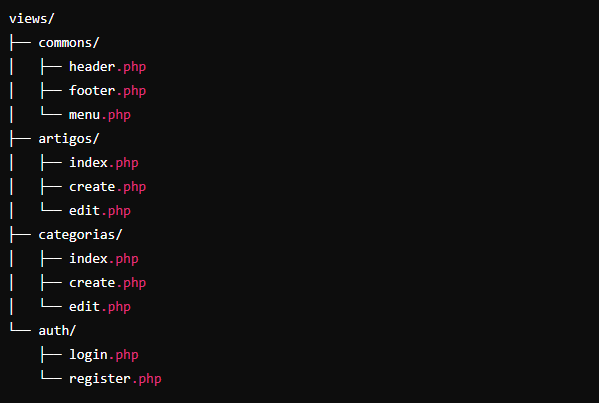 views/
├── commons/
│   ├── header.php
│   ├── footer.php
│   └── menu.php
├── artigos/
│   ├── index.php
│   ├── create.php
│   └── edit.php
├── categorias/
│   ├── index.php
│   ├── create.php
│   └── edit.php
└── auth/
    ├── login.php
    └── register.php